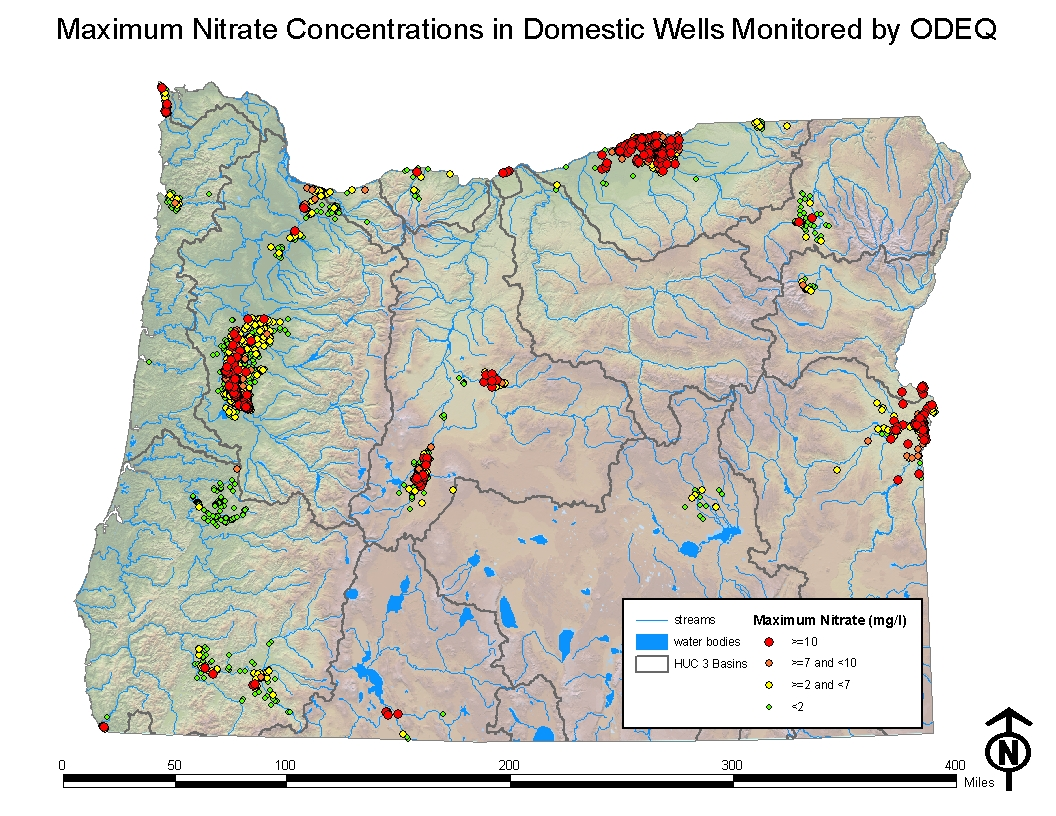 Maximum Nitrate Concentrations in Domestic Wells Monitored by ODEQ
streams
water bodies
HUC 3 Basins
Maximum Nitrate (mg/l)
>=10
>=7 and <10
>=2 and <7
<2
0 50 100 200 300 400
Miles
N